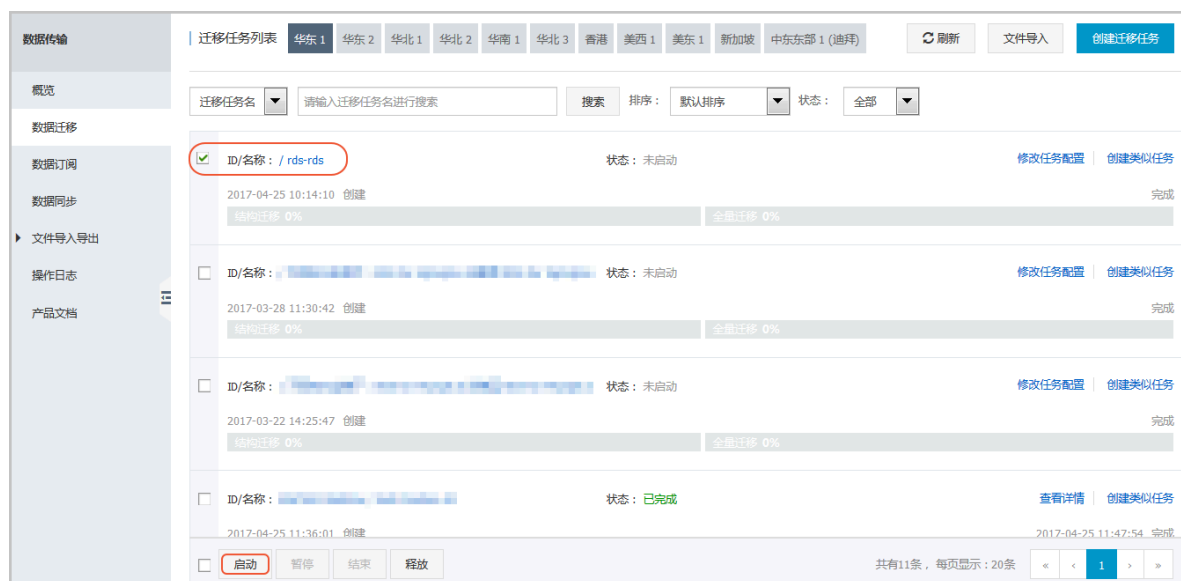 数据传输
概览
数据迁移
数据订阅
数据同步
文件导入导出
操作日志
产品文档
迁移任务列表 华东 1 华东 2 华北 1 华北 2 华南 1 华北 3 香港 美西 1 美东 1 新加坡 中东东部 1 (迪拜) 刷新 文件导入 创建迁移任务
迁移任务名 请输入迁移任务名进行搜索 搜索 排序： 默认排序 状态： 全部
ID/名称： / rds-rds 状态： 未启动 修改任务配置 创建类似任务
2017-04-25 10:14:10 创建 完成
结构迁移 0% 全量迁移 0%
ID/名称： 状态： 未启动 修改任务配置 创建类似任务
2017-03-28 11:30:42 创建 完成
结构迁移 0% 全量迁移 0%
ID/名称： 状态： 未启动 修改任务配置 创建类似任务
2017-03-22 14:25:47 创建 完成
结构迁移 0% 全量迁移 0%
ID/名称： 状态： 已完成 查看详情 创建类似任务
2017-04-25 11:36:01 创建 2017-04-25 11:47:54 完成
启动 暂停 结束 释放 共有11条， 每页显示：20条 « ‹ 1 › »